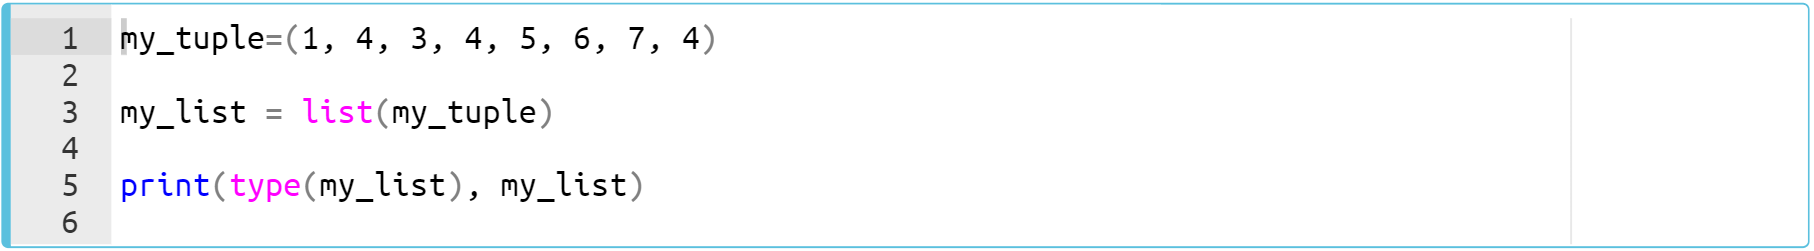 1 my_tuple=(1, 4, 3, 4, 5, 6, 7, 4)
2
3 my_list = list(my_tuple)
4
5 print(type(my_list), my_list)
6